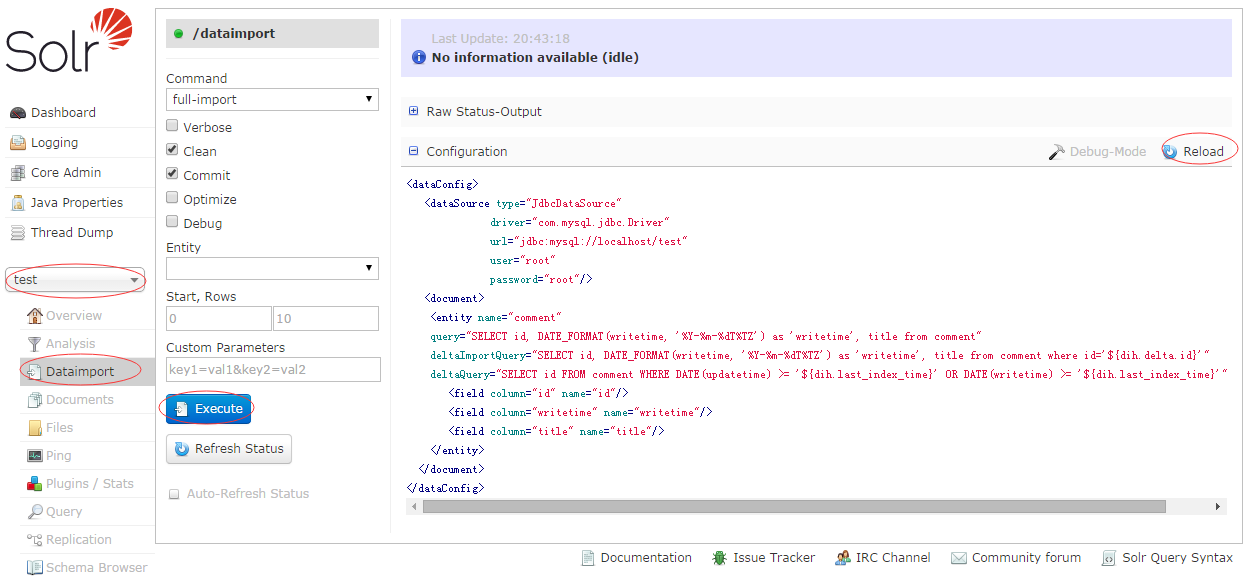 Solr
Dashboard
Logging
Core Admin
Java Properties
Thread Dump
test
Overview
Analysis
Dataimport
Documents
Files
Ping
Plugins / Stats
Query
Replication
Schema Browser
/dataimport
Command
full-import
Verbose
Clean
Commit
Optimize
Debug
Entity
Start, Rows
0 10
Custom Parameters
key1=val1&key2=val2
Execute
Refresh Status
Auto-Refresh Status
Last Update: 20:43:18
No information available (idle)
Raw Status-Output
Configuration Debug-Mode Reload
<dataConfig>
<dataSource type="JdbcDataSource"
driver="com.mysql.jdbc.Driver"
url="jdbc:mysql://localhost/test"
user="root"
password="root"/>
<document>
<entity name="comment"
query="SELECT id, DATE_FORMAT(writetime, '%Y-%m-%dT%TZ') as 'writetime', title from comment"
deltaImportQuery="SELECT id, DATE_FORMAT(writetime, '%Y-%m-%dT%TZ') as 'writetime', title from comment where id='${dih.delta.id}'"
deltaQuery="SELECT id FROM comment WHERE DATE(updatetime) >= '${dih.last_index_time}' OR DATE(writetime) >= '${dih.last_index_time}'"
<field column="id" name="id"/>
<field column="writetime" name="writetime"/>
<field column="title" name="title"/>
</entity>
</document>
</dataConfig>
Documentation Issue Tracker IRC Channel Community forum Solr Query Syntax